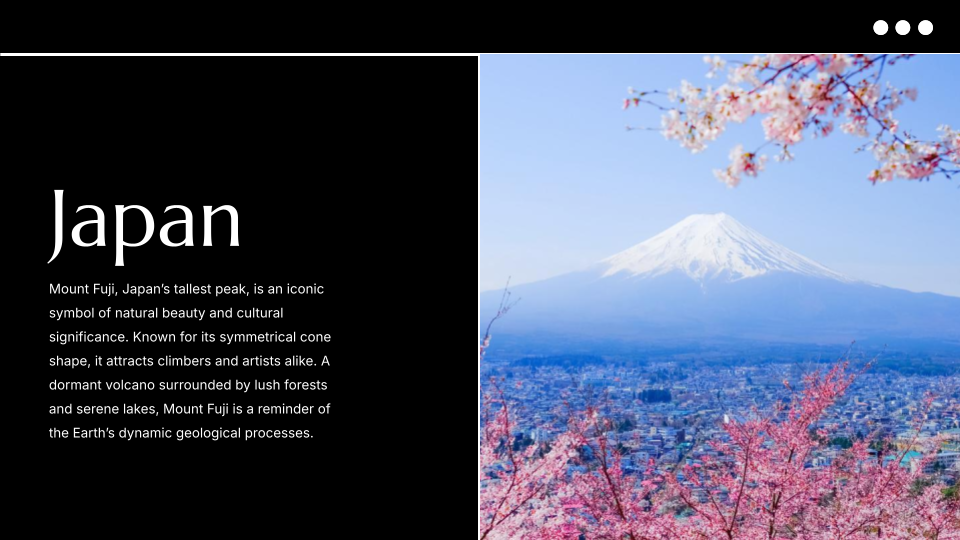 Japan
Mount Fuji, Japan’s tallest peak, is an iconic
symbol of natural beauty and cultural
significance. Known for its symmetrical cone
shape, it attracts climbers and artists alike. A
dormant volcano surrounded by lush forests
and serene lakes, Mount Fuji is a reminder of
the Earth’s dynamic geological processes.